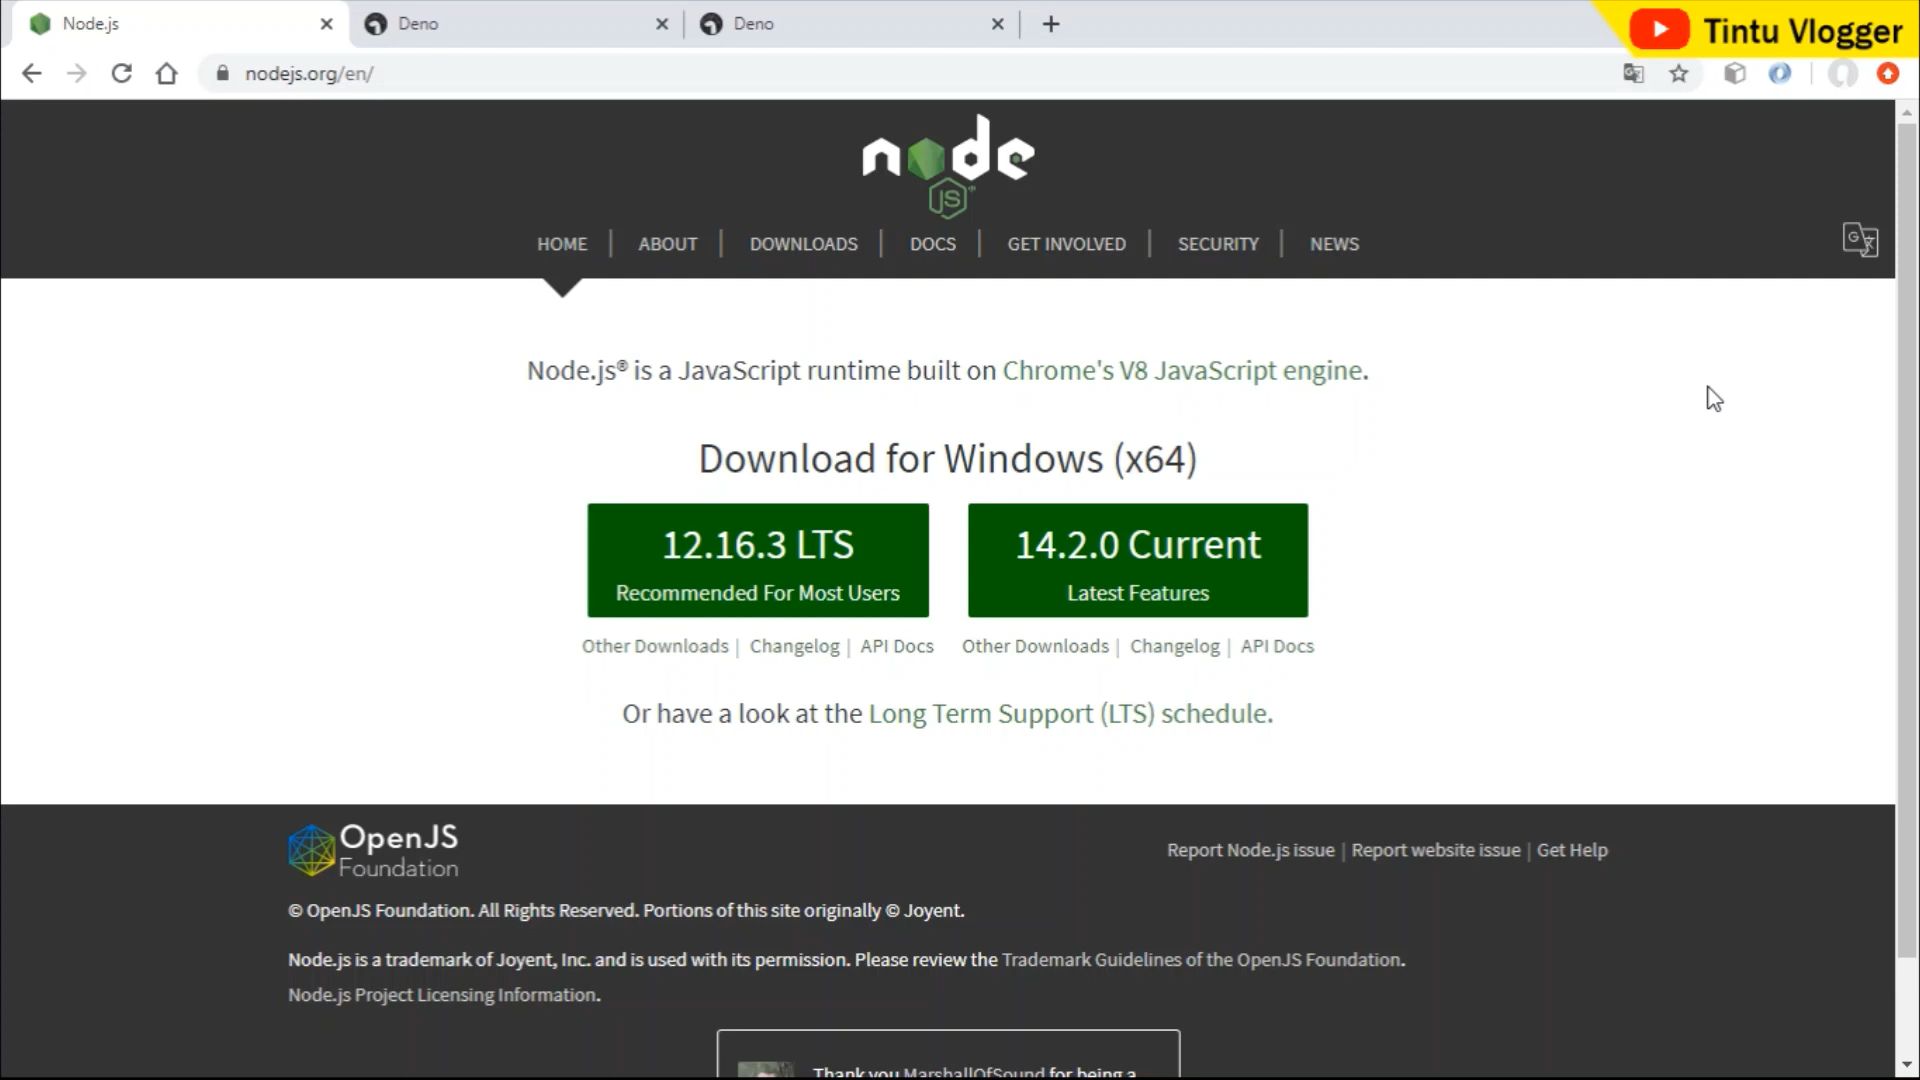 Node.js
Deno
Deno
Tintu Vlogger
nodejs.org/en/
node
JS
HOME | ABOUT | DOWNLOADS | DOCS | GET INVOLVED | SECURITY | NEWS
Node.js® is a JavaScript runtime built on Chrome's V8 JavaScript engine.
Download for Windows (x64)
12.16.3 LTS
Recommended For Most Users
14.2.0 Current
Latest Features
Other Downloads | Changelog | API Docs
Other Downloads | Changelog | API Docs
Or have a look at the Long Term Support (LTS) schedule.
OpenJS
Foundation
Report Node.js issue | Report website issue | Get Help
© OpenJS Foundation. All Rights Reserved. Portions of this site originally © Joyent.
Node.js is a trademark of Joyent, Inc. and is used with its permission. Please review the Trademark Guidelines of the OpenJS Foundation.
Node.js Project Licensing Information.
Thank you MarshallOfSound for being a